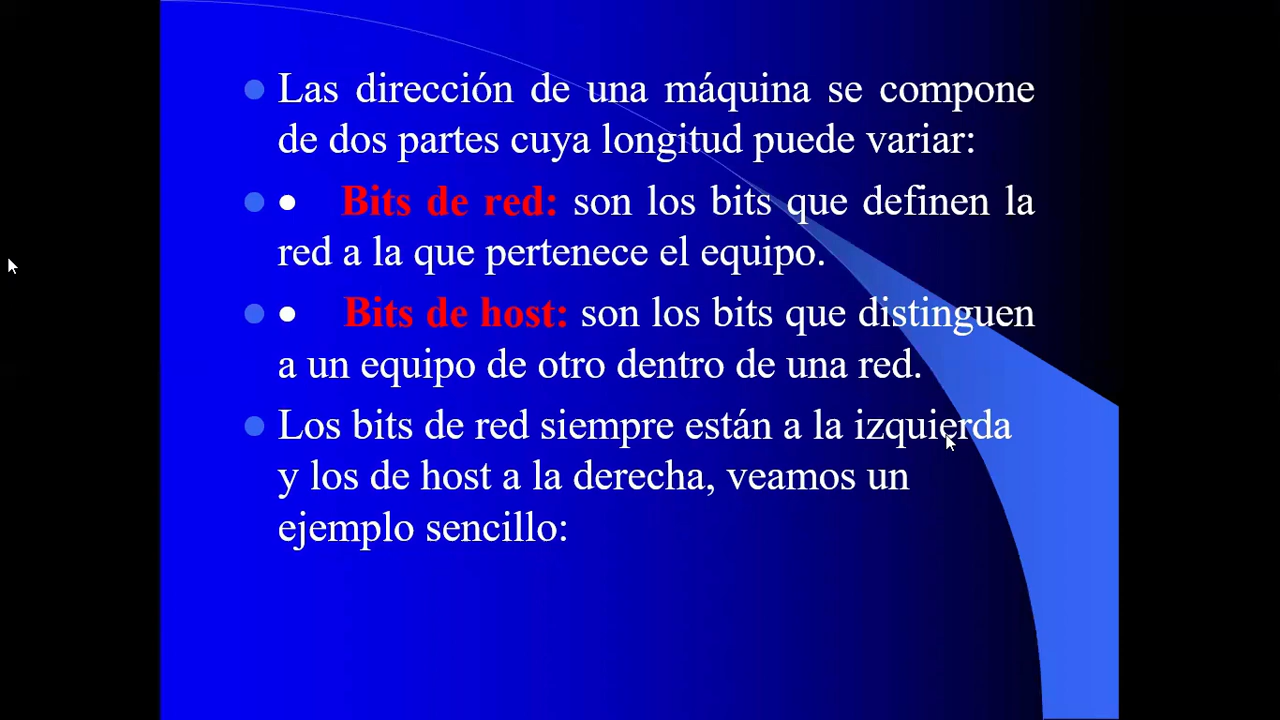 Las dirección de una máquina se compone
de dos partes cuya longitud puede variar:
• Bits de red: son los bits que definen la
red a la que pertenece el equipo.
• Bits de host: son los bits que distinguen
a un equipo de otro dentro de una red.
Los bits de red siempre están a la izquierda
y los de host a la derecha, veamos un
ejemplo sencillo: